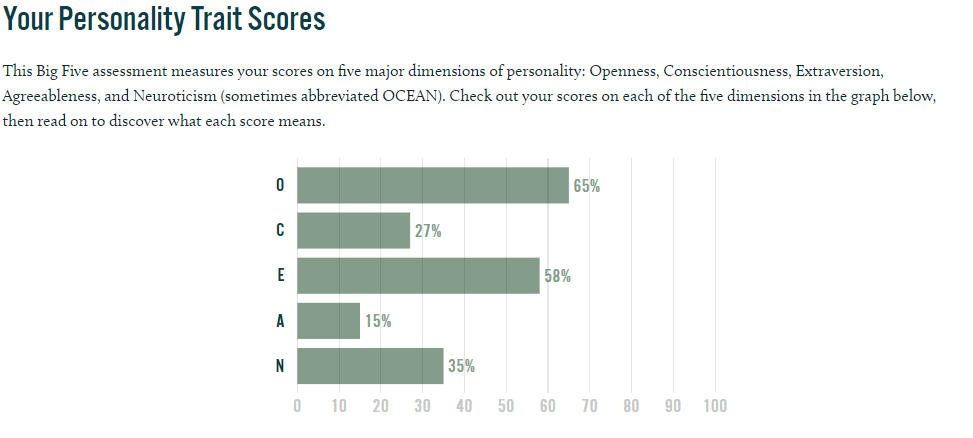 Your Personality Trait Scores
This Big Five assessment measures your scores on five major dimensions of personality: Openness, Conscientiousness, Extraversion,
Agreeableness, and Neuroticism (sometimes abbreviated OCEAN). Check out your scores on each of the five dimensions in the graph below,
then read on to discover what each score means.
O 65%
C 27%
E 58%
A 15%
N 35%
0 10 20 30 40 50 60 70 80 90 100